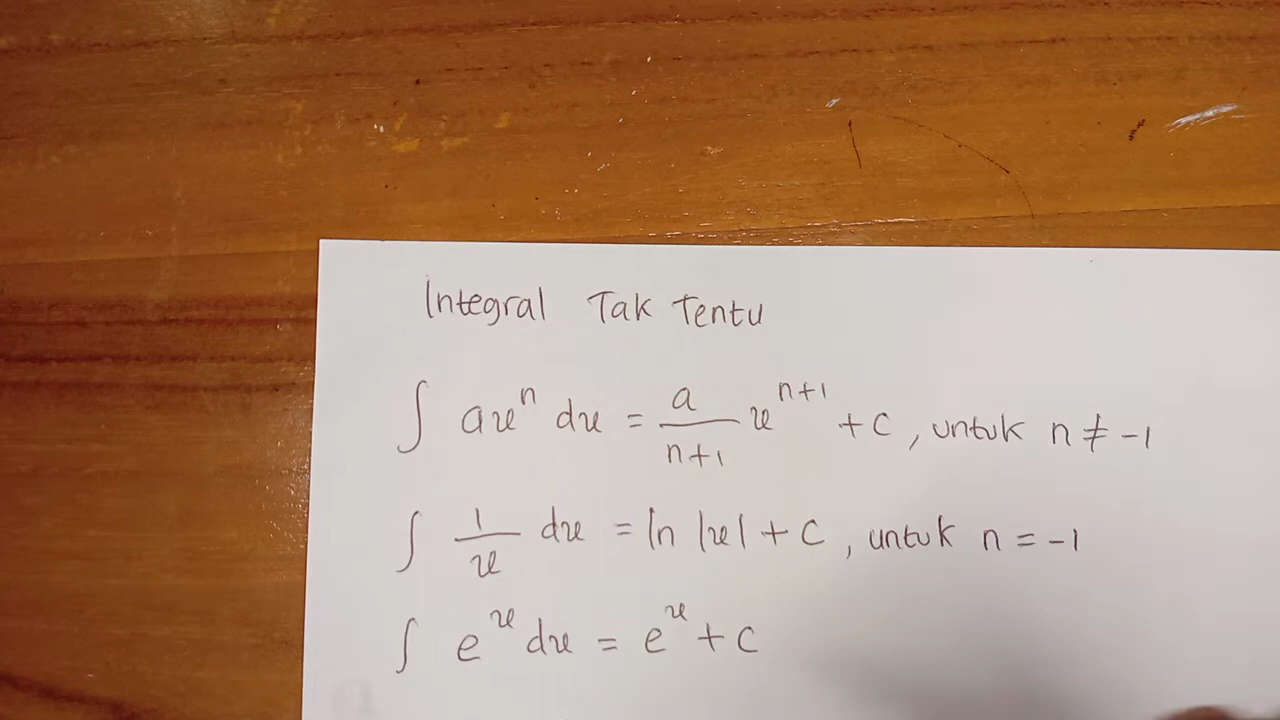 Integral Tak Tentu
∫ ax^n dx = a/(n+1) x^(n+1) + C, untuk n ≠ -1
∫ 1/x dx = ln |x| + C, untuk n = -1
∫ e^x dx = e^x + C